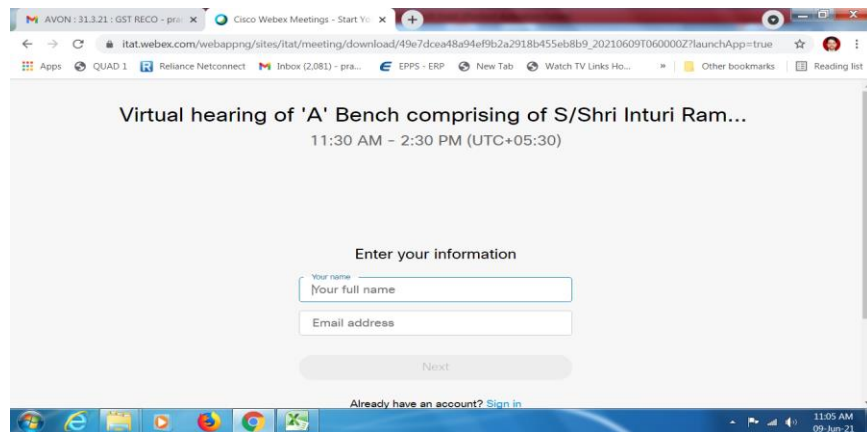 AVON : 31.3.21 : GST RECO - pra
Cisco Webex Meetings - Start Yo
itat.webex.com/webappng/sites/itat/meeting/download/49e7dcea48a94ef9b2a2918b455eb8b9_20210609T060000Z?launchApp=true
Apps QUAD 1 Reliance Netconnect Inbox (2,081) - pra... EPPS - ERP New Tab Watch TV Links Ho... » Other bookmarks Reading list
Virtual hearing of 'A' Bench comprising of S/Shri Inturi Ram...
11:30 AM - 2:30 PM (UTC+05:30)
Enter your information
Your name
Your full name
Email address
Next
Already have an account? Sign in
11:05 AM
09-Jun-21